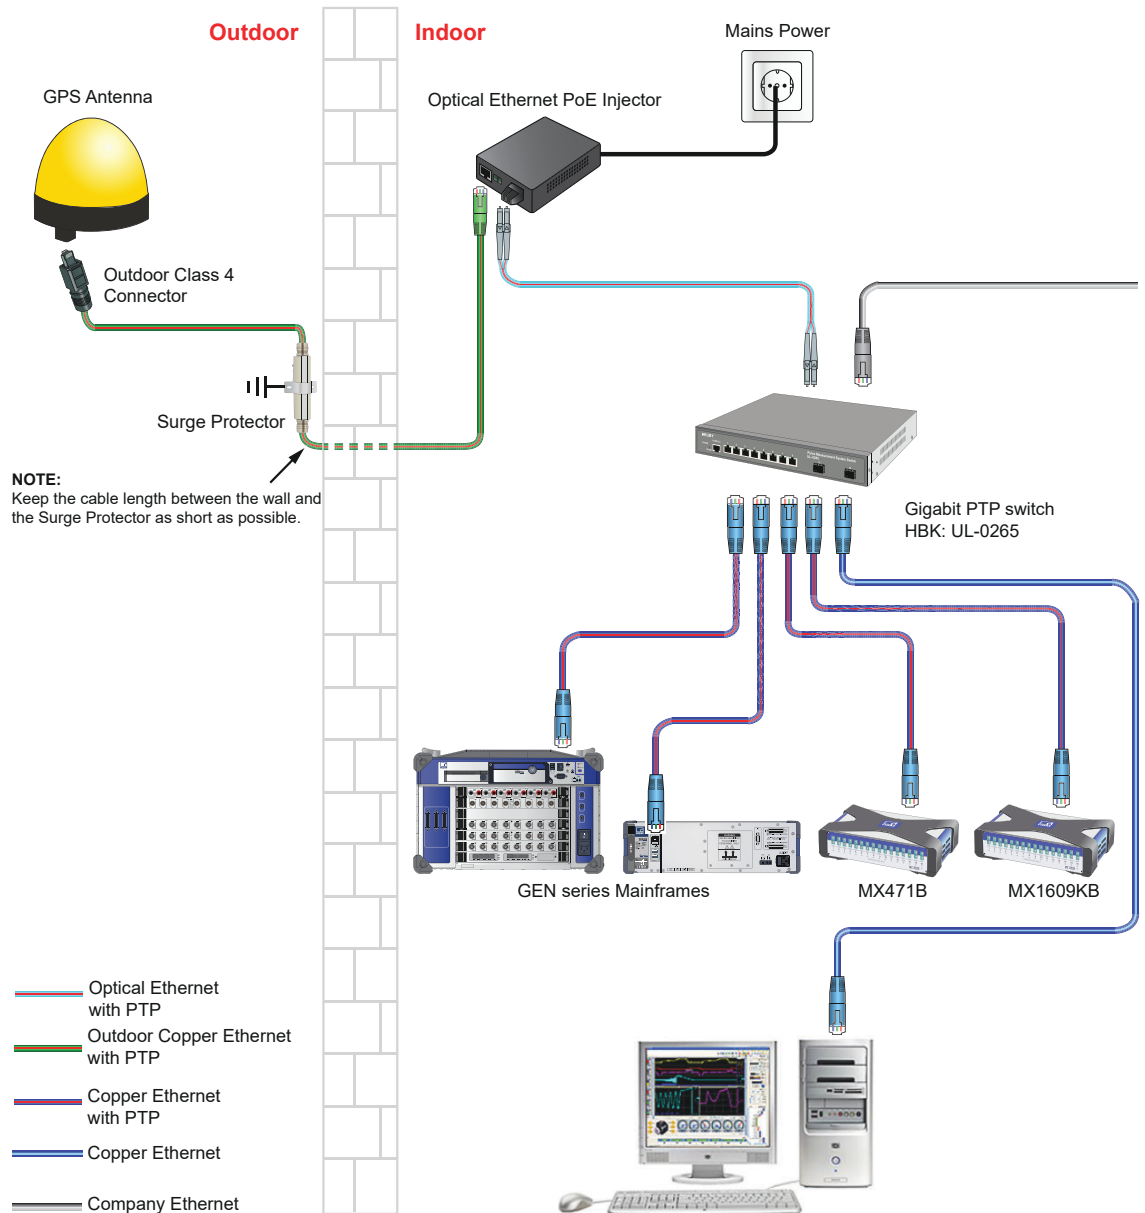 Outdoor
Indoor
Mains Power
GPS Antenna
Optical Ethernet PoE Injector
Outdoor Class 4
Connector
Surge Protector
NOTE:
Keep the cable length between the wall and
the Surge Protector as short as possible.
Gigabit PTP switch
HBK: UL-0265
GEN series Mainframes
MX471B
MX1609KB
Optical Ethernet
with PTP
Outdoor Copper Ethernet
with PTP
Copper Ethernet
with PTP
Copper Ethernet
Company Ethernet